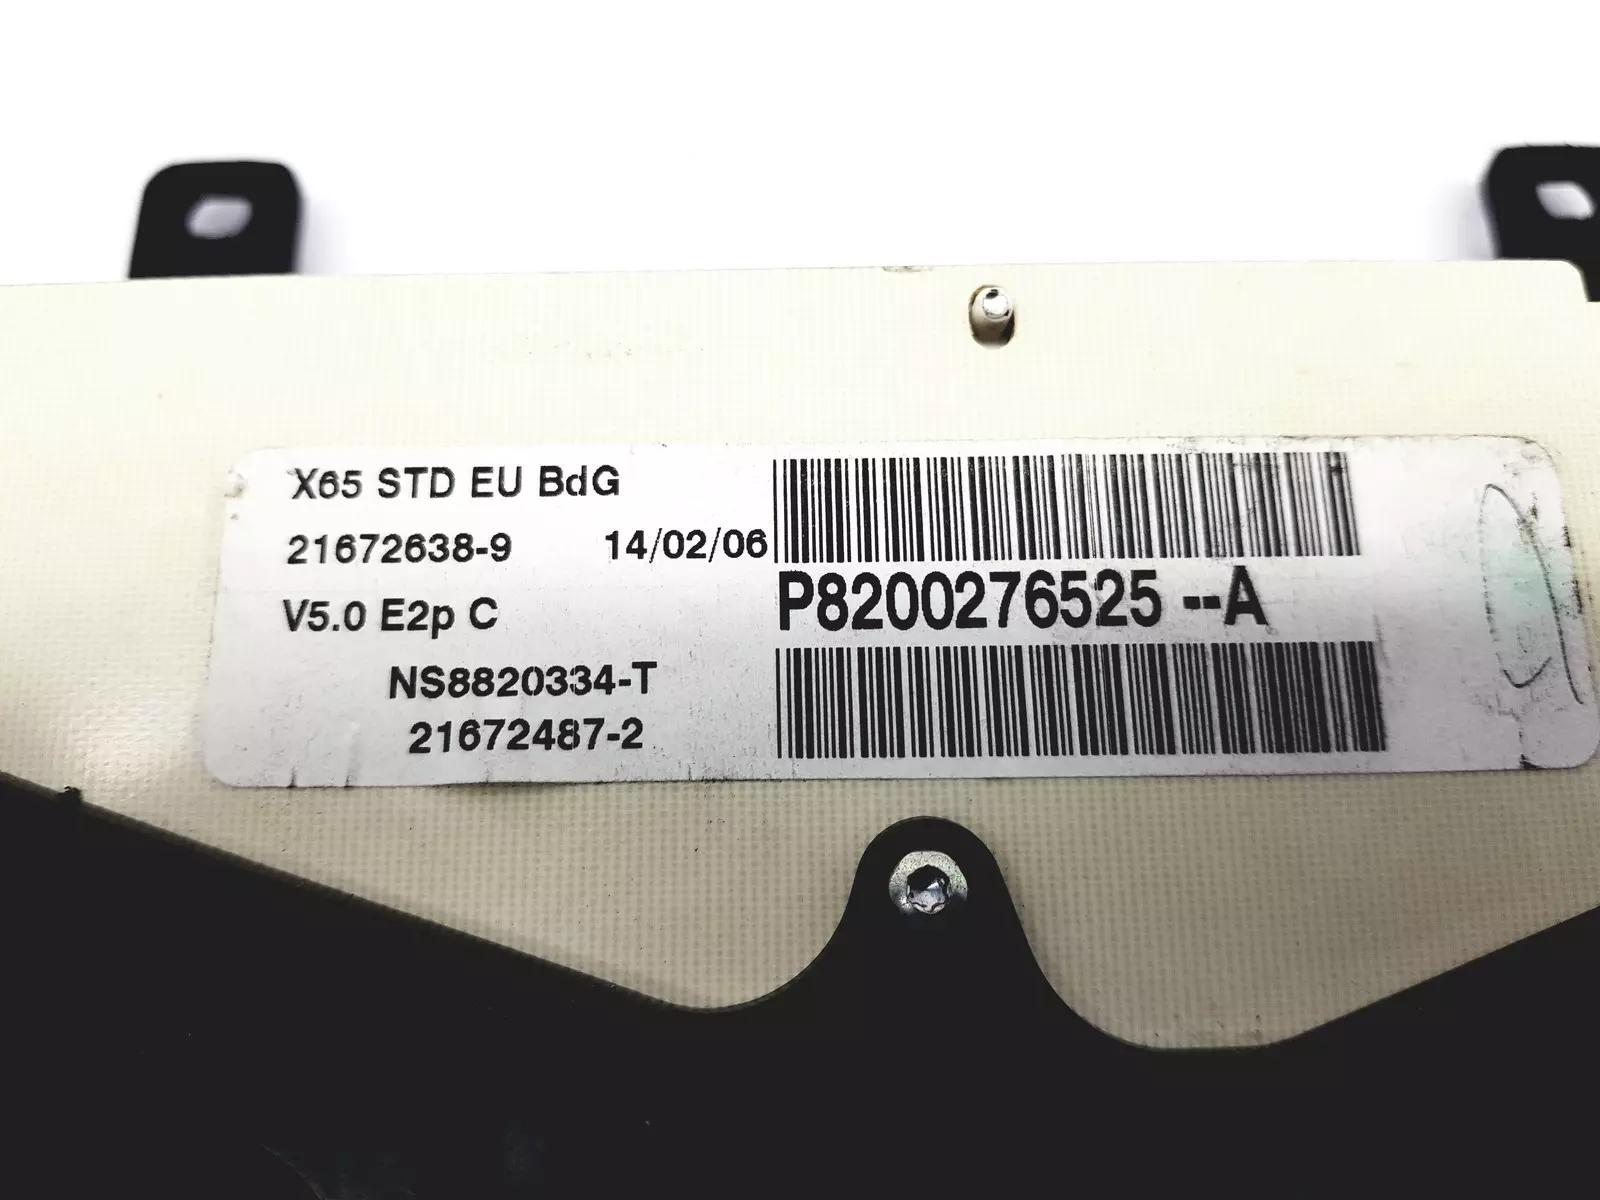 X65 STD EU BdG
21672638-9 14/02/06
V5.0 E2p C
NS8820334-T
21672487-2
P8200276525 --A